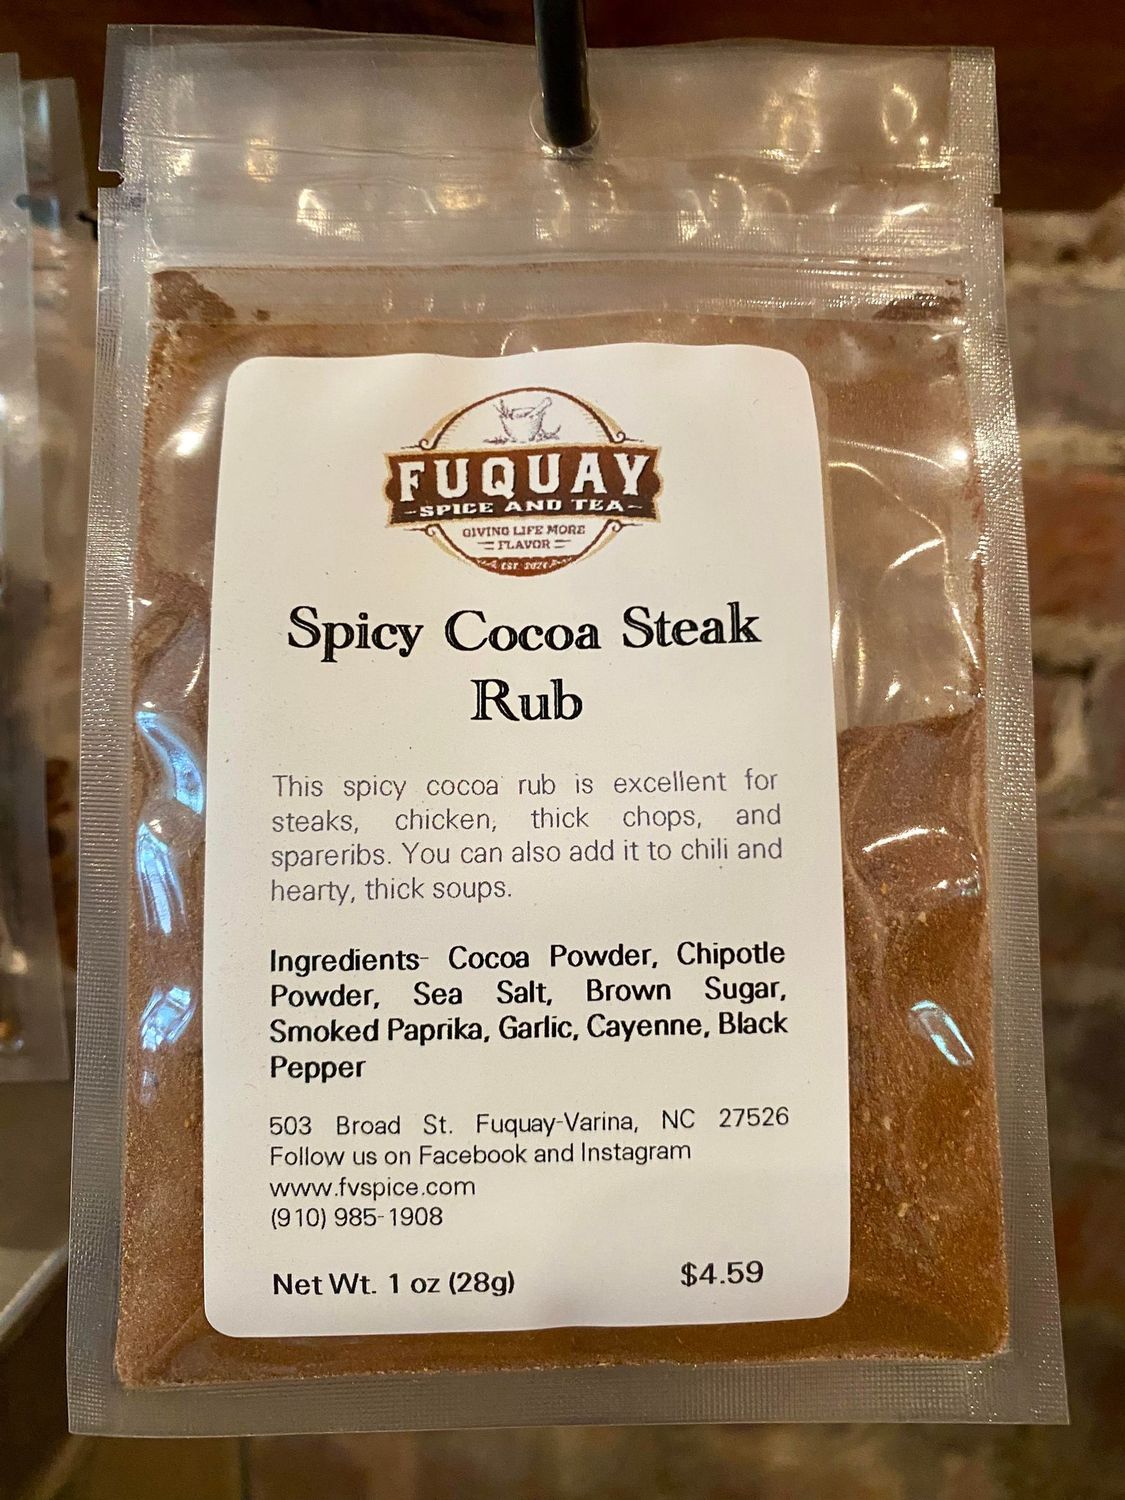 FUQUAY
-SPICE AND TEA-
GIVING LIFE MORE
FLAVOR
Spicy Cocoa Steak
Rub
This spicy cocoa rub is excellent for
steaks, chicken, thick chops, and
spareribs. You can also add it to chili and
hearty, thick soups.
Ingredients- Cocoa Powder, Chipotle
Powder, Sea Salt, Brown Sugar,
Smoked Paprika, Garlic, Cayenne, Black
Pepper
503 Broad St. Fuquay-Varina, NC 27526
Follow us on Facebook and Instagram
www.fvspice.com
(910) 985-1908
Net Wt. 1 oz (28g) $4.59